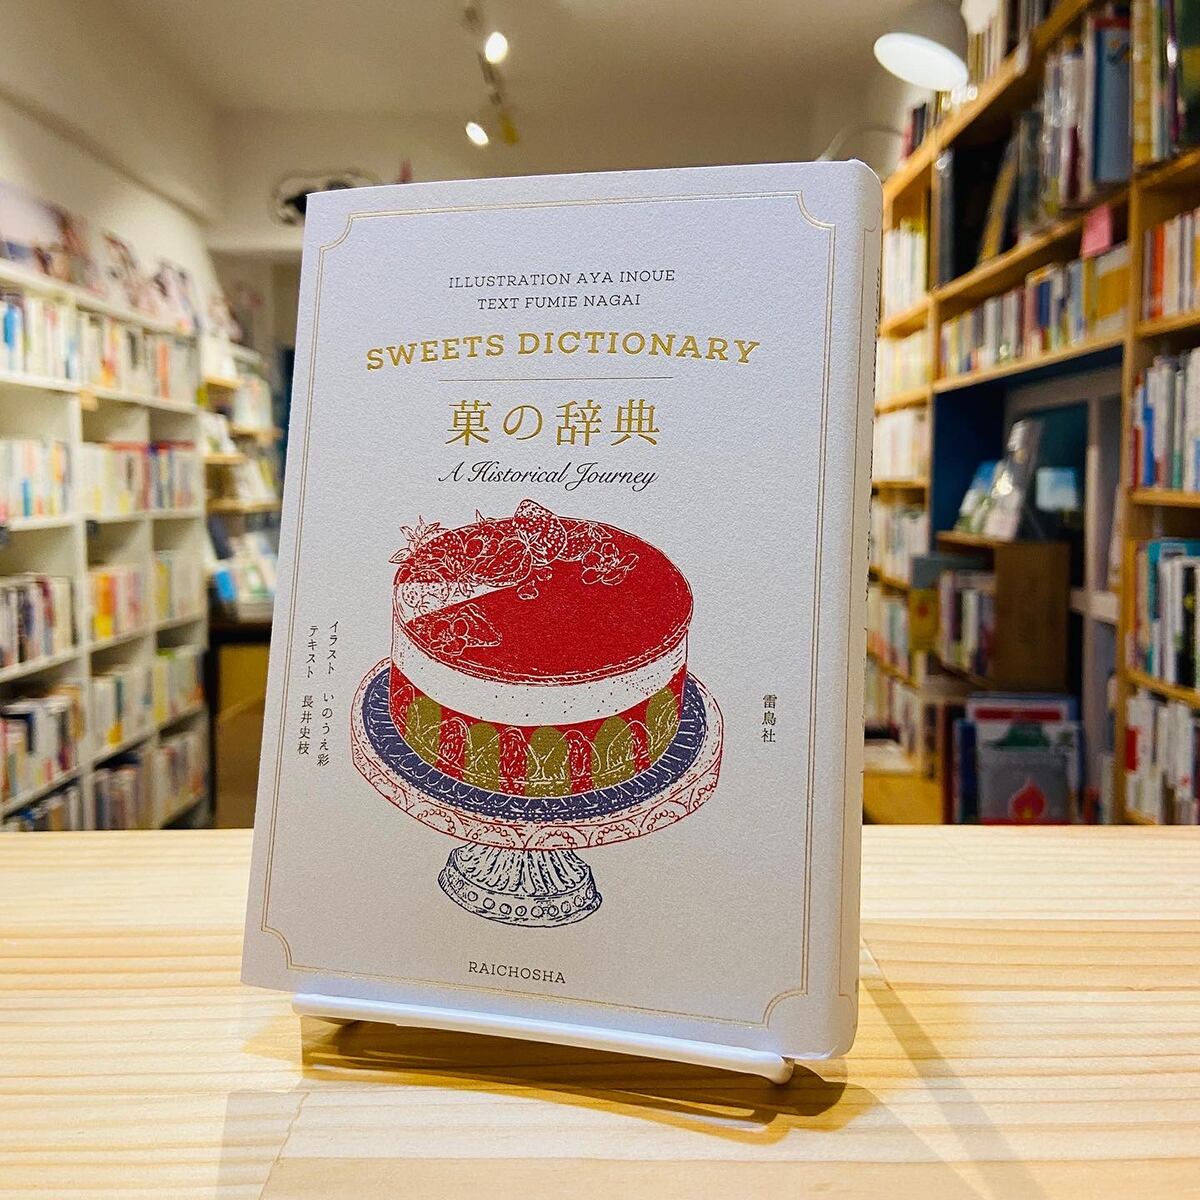 ILLUSTRATION AYA INOUE
TEXT FUMIE NAGAI
SWEETS DICTIONARY
菓の辞典
A Historical Journey
イラスト いのうえ彩
テキスト 長井史枝
雷鳥社
RAICHOSHA